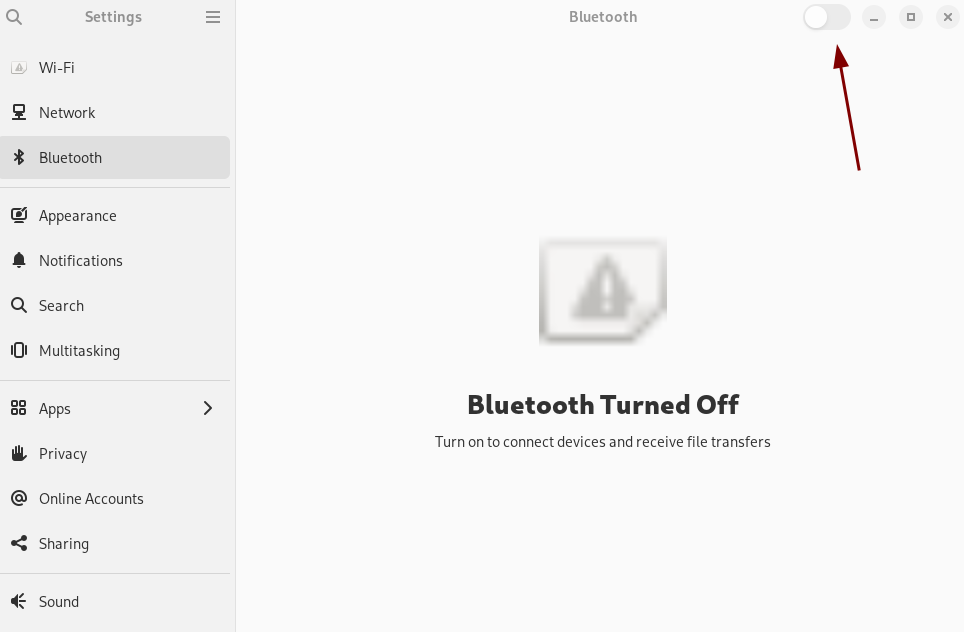 Settings
Bluetooth
Wi-Fi
Network
Bluetooth
Appearance
Notifications
Search
Multitasking
Apps
Privacy
Online Accounts
Sharing
Sound
Bluetooth Turned Off
Turn on to connect devices and receive file transfers